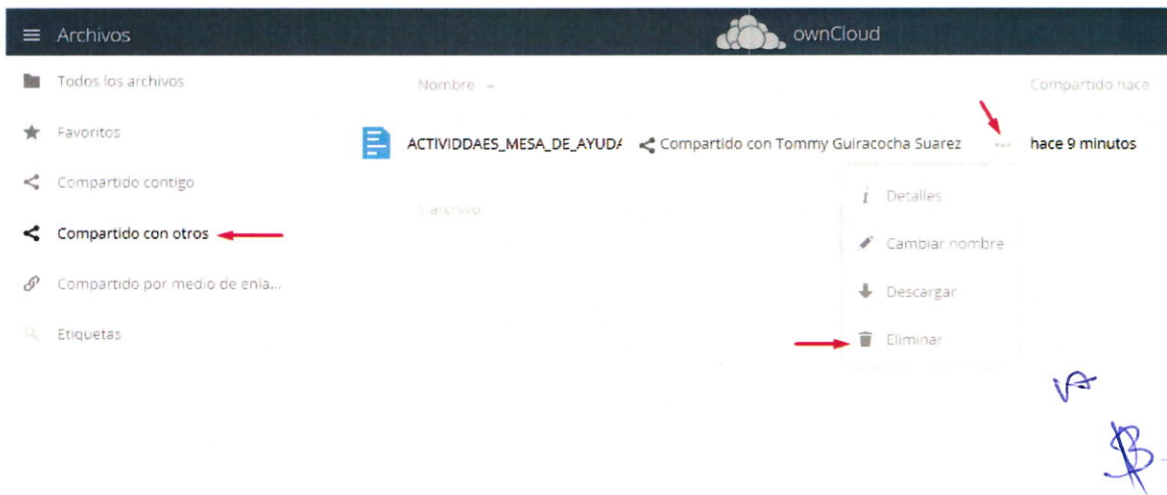 Archivos
ownCloud
Todos los archivos
Nombre
Compartido hace
Favoritos
ACTIVIDDAES_MESA_DE_AYUDA
Compartido con Tommy Guiracocha Suarez
... hace 9 minutos
Compartido contigo
Detalles
1 archivo
Compartido con otros
Cambiar nombre
Compartido por medio de enla...
Descargar
Etiquetas
Eliminar